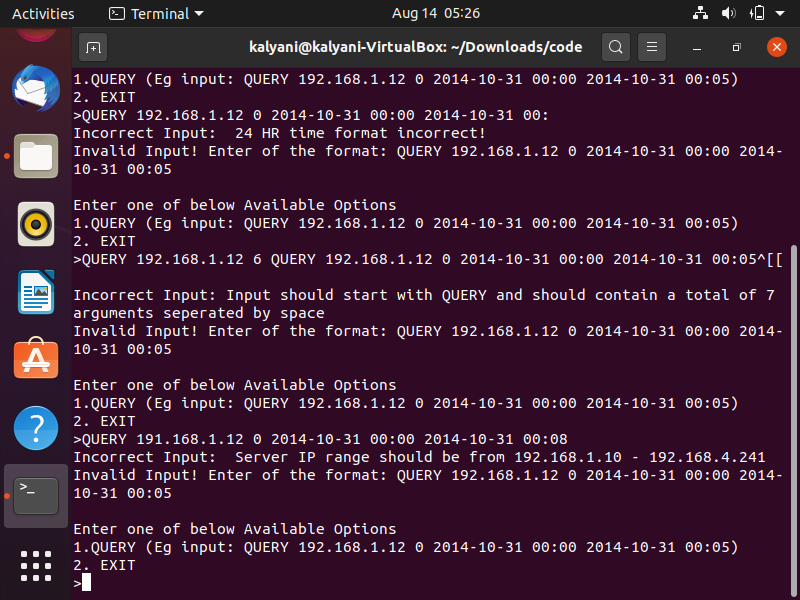 Activities
Terminal
Aug 14 05:26
kalyani@kalyani-VirtualBox: ~/Downloads/code
1.QUERY (Eg input: QUERY 192.168.1.12 0 2014-10-31 00:00 2014-10-31 00:05)
2. EXIT
>QUERY 192.168.1.12 0 2014-10-31 00:00 2014-10-31 00:
Incorrect Input:  24 HR time format incorrect!
Invalid Input! Enter of the format: QUERY 192.168.1.12 0 2014-10-31 00:00 2014-
10-31 00:05
Enter one of below Available Options
1.QUERY (Eg input: QUERY 192.168.1.12 0 2014-10-31 00:00 2014-10-31 00:05)
2. EXIT
>QUERY 192.168.1.12 6 QUERY 192.168.1.12 0 2014-10-31 00:00 2014-10-31 00:05^[[
Incorrect Input: Input should start with QUERY and should contain a total of 7
arguments seperated by space
Invalid Input! Enter of the format: QUERY 192.168.1.12 0 2014-10-31 00:00 2014-
10-31 00:05
Enter one of below Available Options
1.QUERY (Eg input: QUERY 192.168.1.12 0 2014-10-31 00:00 2014-10-31 00:05)
2. EXIT
>QUERY 191.168.1.12 0 2014-10-31 00:00 2014-10-31 00:08
Incorrect Input:  Server IP range should be from 192.168.1.10 - 192.168.4.241
Invalid Input! Enter of the format: QUERY 192.168.1.12 0 2014-10-31 00:00 2014-
10-31 00:05
Enter one of below Available Options
1.QUERY (Eg input: QUERY 192.168.1.12 0 2014-10-31 00:00 2014-10-31 00:05)
2. EXIT
>